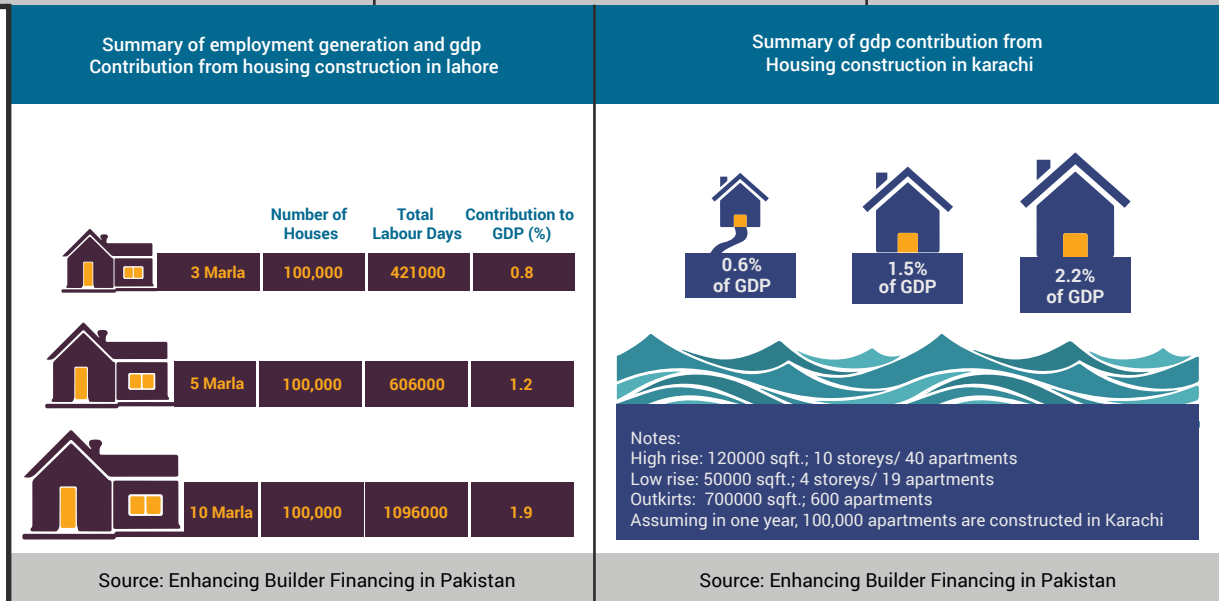 Summary of employment generation and gdp
Contribution from housing construction in lahore
Number of
Houses
Total
Labour Days
Contribution to
GDP (%)
3 Marla 100,000 421000 0.8
5 Marla 100,000 606000 1.2
10 Marla 100,000 1096000 1.9
Source: Enhancing Builder Financing in Pakistan
Summary of gdp contribution from
Housing construction in karachi
0.6%
of GDP
1.5%
of GDP
2.2%
of GDP
Notes:
High rise: 120000 sqft.; 10 storeys/ 40 apartments
Low rise: 50000 sqft.; 4 storeys/ 19 apartments
Outkirts: 700000 sqft.; 600 apartments
Assuming in one year, 100,000 apartments are constructed in Karachi
Source: Enhancing Builder Financing in Pakistan